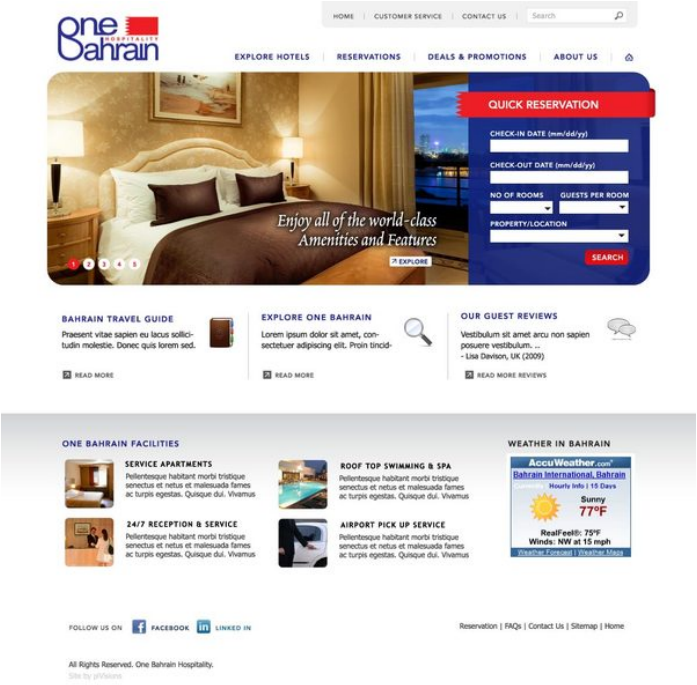 one
HOSPITALITY
Bahrain
HOME | CUSTOMER SERVICE | CONTACT US | Search
EXPLORE HOTELS | RESERVATIONS | DEALS & PROMOTIONS | ABOUT US
QUICK RESERVATION
CHECK-IN DATE (mm/dd/yy)
CHECK-OUT DATE (mm/dd/yy)
NO OF ROOMS GUESTS PER ROOM
PROPERTY/LOCATION
SEARCH
Enjoy all of the world-class
Amenities and Features
EXPLORE
1 2 3 4 5
BAHRAIN TRAVEL GUIDE
Praesent vitae sapien eu lacus sollici-
tudin molestie. Donec quis lorem sed.
READ MORE
EXPLORE ONE BAHRAIN
Lorem ipsum dolor sit amet, con-
sectetuer adipiscing elit. Proin tincid-
READ MORE
OUR GUEST REVIEWS
Vestibulum sit amet arcu non sapien
posuere vestibulum. ..
- Lisa Davison, UK (2009)
READ MORE REVIEWS
ONE BAHRAIN FACILITIES
SERVICE APARTMENTS
Pellentesque habitant morbi tristique
senectus et netus et malesuada fames
ac turpis egestas. Quisque dui. Vivamus
ROOF TOP SWIMMING & SPA
Pellentesque habitant morbi tristique
senectus et netus et malesuada fames
ac turpis egestas. Quisque dui. Vivamus
24/7 RECEPTION & SERVICE
Pellentesque habitant morbi tristique
senectus et netus et malesuada fames
ac turpis egestas. Quisque dui. Vivamus
AIRPORT PICK UP SERVICE
Pellentesque habitant morbi tristique
senectus et netus et malesuada fames
ac turpis egestas. Quisque dui. Vivamus
WEATHER IN BAHRAIN
AccuWeather.com
Bahrain International, Bahrain
Currently Hourly Info | 15 Days
Sunny
77°F
RealFeel®: 75°F
Winds: NW at 15 mph
Weather Forecast | Weather Maps
FOLLOW US ON FACEBOOK LINKED IN
Reservation | FAQs | Contact Us | Sitemap | Home
All Rights Reserved. One Bahrain Hospitality.
Site by